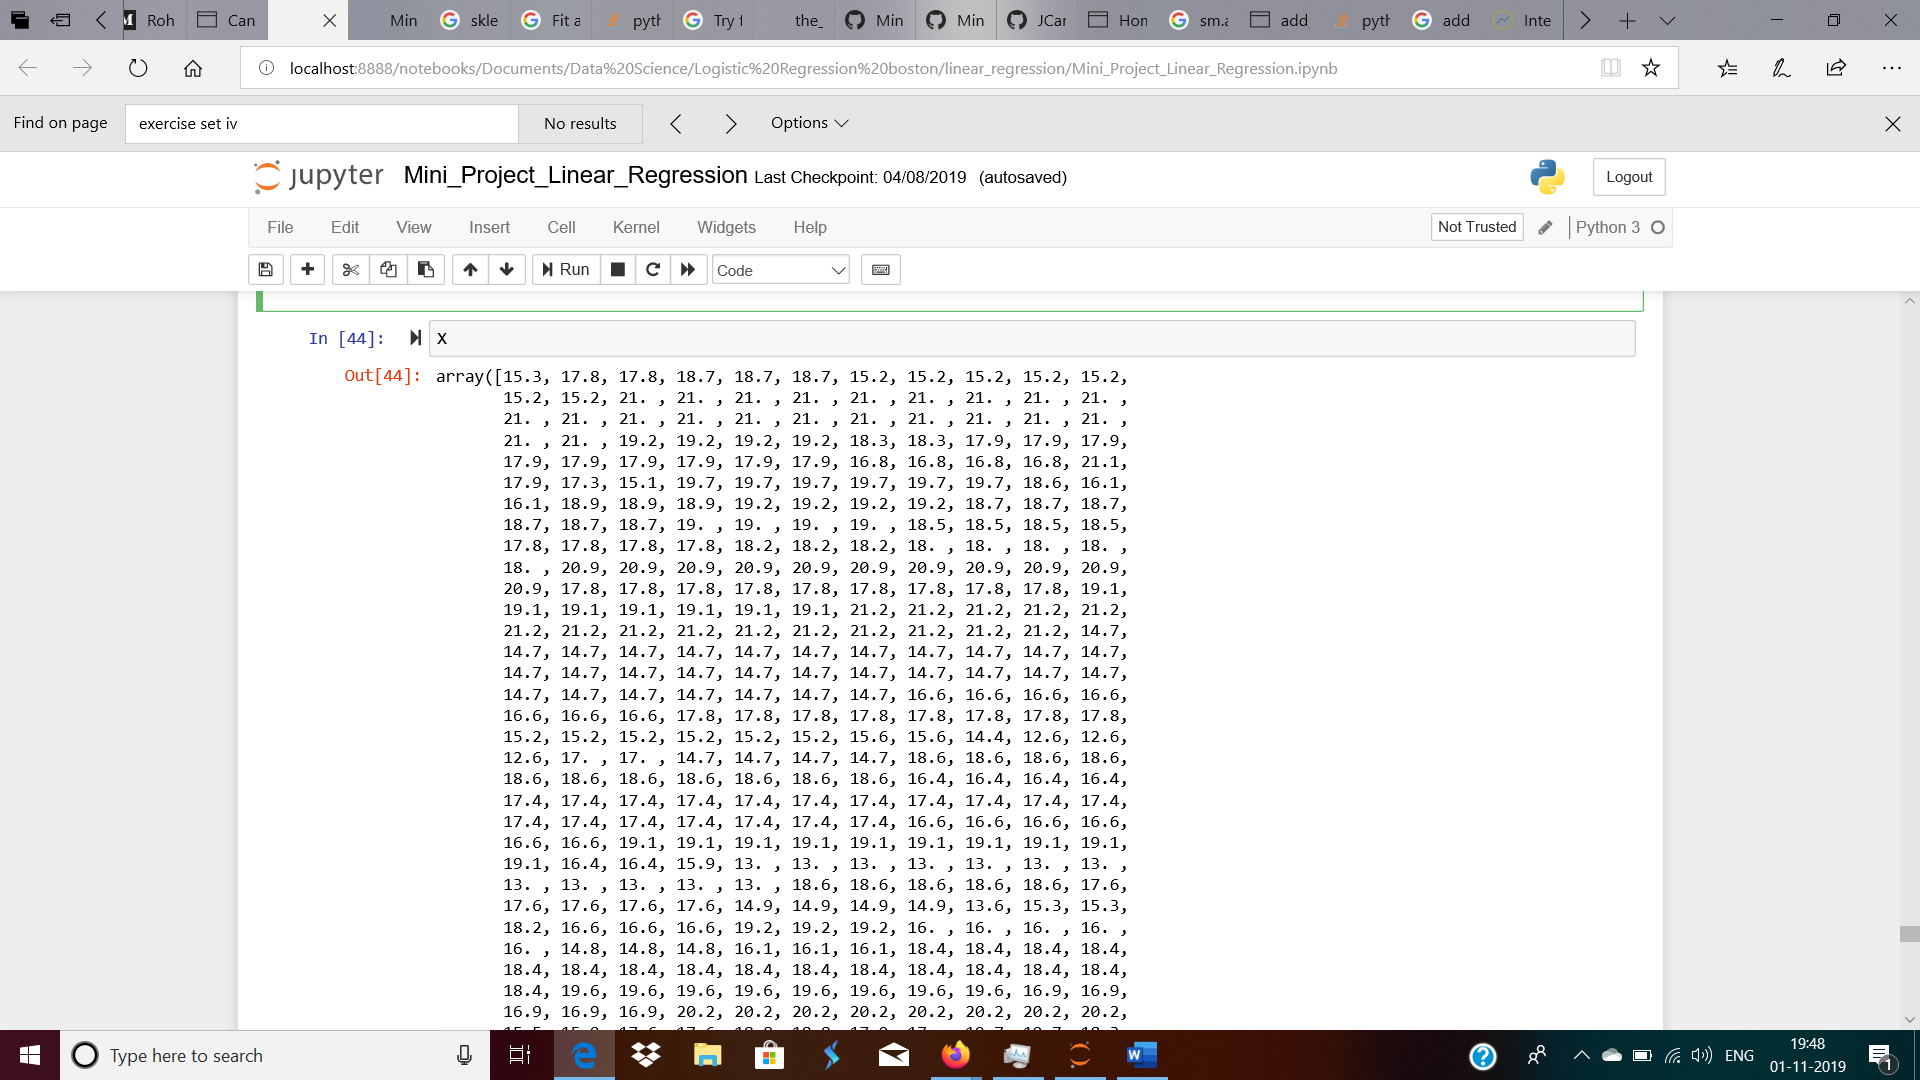 Roh Can Min skle Fit a pyth Try f the_ Min Min JCar Hon sm.a add pyth add Inte
localhost:8888/notebooks/Documents/Data%20Science/Logistic%20Regression%20boston/linear_regression/Mini_Project_Linear_Regression.ipynb
Find on page exercise set iv No results Options
jupyter Mini_Project_Linear_Regression Last Checkpoint: 04/08/2019 (autosaved) Logout
File Edit View Insert Cell Kernel Widgets Help Not Trusted Python 3
Run Code
In [44]: X
Out[44]: array([15.3, 17.8, 17.8, 18.7, 18.7, 18.7, 15.2, 15.2, 15.2, 15.2, 15.2,
15.2, 15.2, 21. , 21. , 21. , 21. , 21. , 21. , 21. , 21. , 21. ,
21. , 21. , 21. , 21. , 21. , 21. , 21. , 21. , 21. , 21. , 21. ,
21. , 21. , 19.2, 19.2, 19.2, 19.2, 18.3, 18.3, 17.9, 17.9, 17.9,
17.9, 17.9, 17.9, 17.9, 17.9, 17.9, 16.8, 16.8, 16.8, 16.8, 21.1,
17.9, 17.3, 15.1, 19.7, 19.7, 19.7, 19.7, 19.7, 19.7, 18.6, 16.1,
16.1, 18.9, 18.9, 18.9, 19.2, 19.2, 19.2, 19.2, 18.7, 18.7, 18.7,
18.7, 18.7, 18.7, 19. , 19. , 19. , 19. , 18.5, 18.5, 18.5, 18.5,
17.8, 17.8, 17.8, 17.8, 18.2, 18.2, 18.2, 18. , 18. , 18. , 18. ,
18. , 20.9, 20.9, 20.9, 20.9, 20.9, 20.9, 20.9, 20.9, 20.9, 20.9,
20.9, 17.8, 17.8, 17.8, 17.8, 17.8, 17.8, 17.8, 17.8, 17.8, 19.1,
19.1, 19.1, 19.1, 19.1, 19.1, 19.1, 21.2, 21.2, 21.2, 21.2, 21.2,
21.2, 21.2, 21.2, 21.2, 21.2, 21.2, 21.2, 21.2, 21.2, 21.2, 14.7,
14.7, 14.7, 14.7, 14.7, 14.7, 14.7, 14.7, 14.7, 14.7, 14.7, 14.7,
14.7, 14.7, 14.7, 14.7, 14.7, 14.7, 14.7, 14.7, 14.7, 14.7, 14.7,
14.7, 14.7, 14.7, 14.7, 14.7, 14.7, 14.7, 16.6, 16.6, 16.6, 16.6,
16.6, 16.6, 16.6, 17.8, 17.8, 17.8, 17.8, 17.8, 17.8, 17.8, 17.8,
15.2, 15.2, 15.2, 15.2, 15.2, 15.2, 15.6, 15.6, 14.4, 12.6, 12.6,
12.6, 17. , 17. , 14.7, 14.7, 14.7, 14.7, 18.6, 18.6, 18.6, 18.6,
18.6, 18.6, 18.6, 18.6, 18.6, 18.6, 18.6, 16.4, 16.4, 16.4, 16.4,
17.4, 17.4, 17.4, 17.4, 17.4, 17.4, 17.4, 17.4, 17.4, 17.4, 17.4,
17.4, 17.4, 17.4, 17.4, 17.4, 17.4, 17.4, 16.6, 16.6, 16.6, 16.6,
16.6, 16.6, 19.1, 19.1, 19.1, 19.1, 19.1, 19.1, 19.1, 19.1, 19.1,
19.1, 16.4, 16.4, 15.9, 13. , 13. , 13. , 13. , 13. , 13. , 13. ,
13. , 13. , 13. , 13. , 13. , 18.6, 18.6, 18.6, 18.6, 18.6, 17.6,
17.6, 17.6, 17.6, 17.6, 14.9, 14.9, 14.9, 14.9, 13.6, 15.3, 15.3,
18.2, 16.6, 16.6, 16.6, 19.2, 19.2, 19.2, 16. , 16. , 16. , 16. ,
16. , 14.8, 14.8, 14.8, 16.1, 16.1, 16.1, 18.4, 18.4, 18.4, 18.4,
18.4, 18.4, 18.4, 18.4, 18.4, 18.4, 18.4, 18.4, 18.4, 18.4, 18.4,
18.4, 19.6, 19.6, 19.6, 19.6, 19.6, 19.6, 19.6, 19.6, 16.9, 16.9,
16.9, 16.9, 16.9, 20.2, 20.2, 20.2, 20.2, 20.2, 20.2, 20.2, 20.2,
Type here to search ENG 19:48
01-11-2019 1